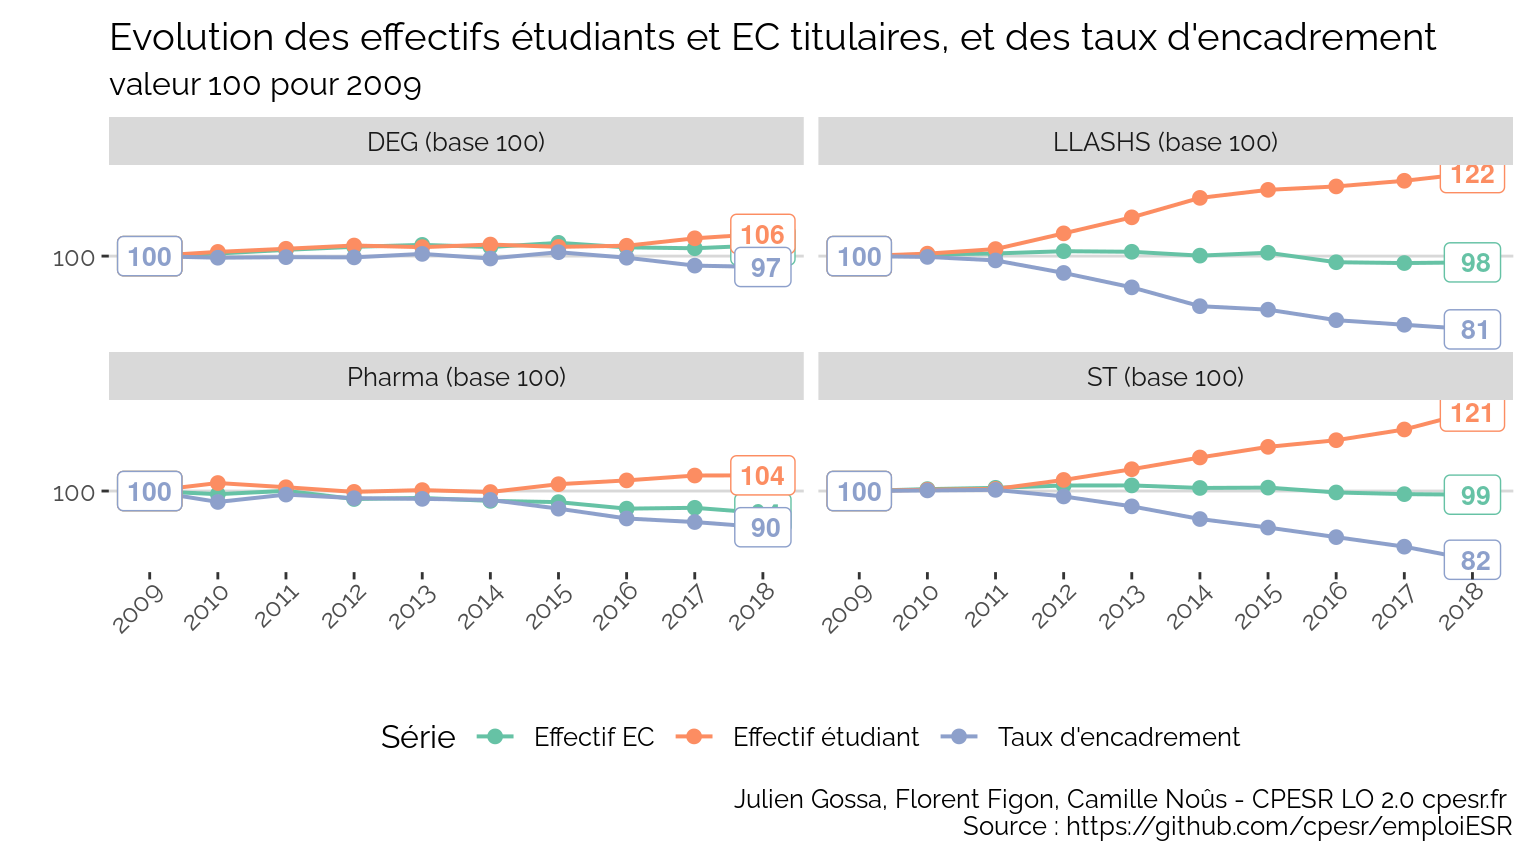 Evolution des effectifs étudiants et EC titulaires, et des taux d'encadrement
valeur 100 pour 2009
DEG (base 100)
LLASHS (base 100)
100
100
106
97
100
122
98
81
Pharma (base 100)
ST (base 100)
100
100
104
90
100
121
99
82
2009 2010 2011 2012 2013 2014 2015 2016 2017 2018
2009 2010 2011 2012 2013 2014 2015 2016 2017 2018
Série Effectif EC Effectif étudiant Taux d'encadrement
Julien Gossa, Florent Figon, Camille Noûs - CPESR LO 2.0 cpesr.fr
Source : https://github.com/cpesr/emploiESR